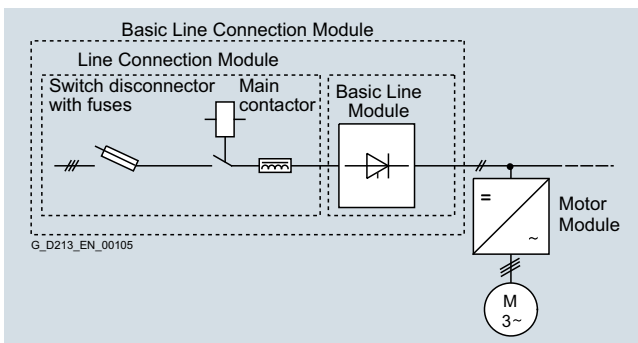 Basic Line Connection Module
Line Connection Module
Switch disconnector
with fuses
Main
contactor
Basic Line
Module
=
~
Motor
Module
G_D213_EN_00105
M
3~